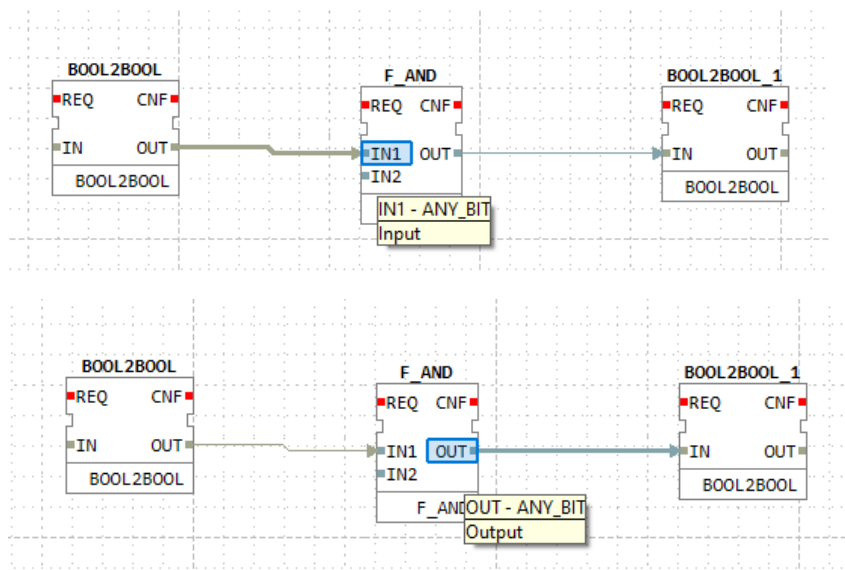 BOOL2BOOL F_AND BOOL2BOOL_1
REQ CNF REQ CNF REQ CNF
IN OUT IN1 OUT IN OUT
IN2
BOOL2BOOL BOOL2BOOL
IN1 - ANY_BIT
Input
BOOL2BOOL F_AND BOOL2BOOL_1
REQ CNF REQ CNF REQ CNF
IN OUT IN1 OUT IN OUT
IN2
BOOL2BOOL BOOL2BOOL
F_AND OUT - ANY_BIT
Output